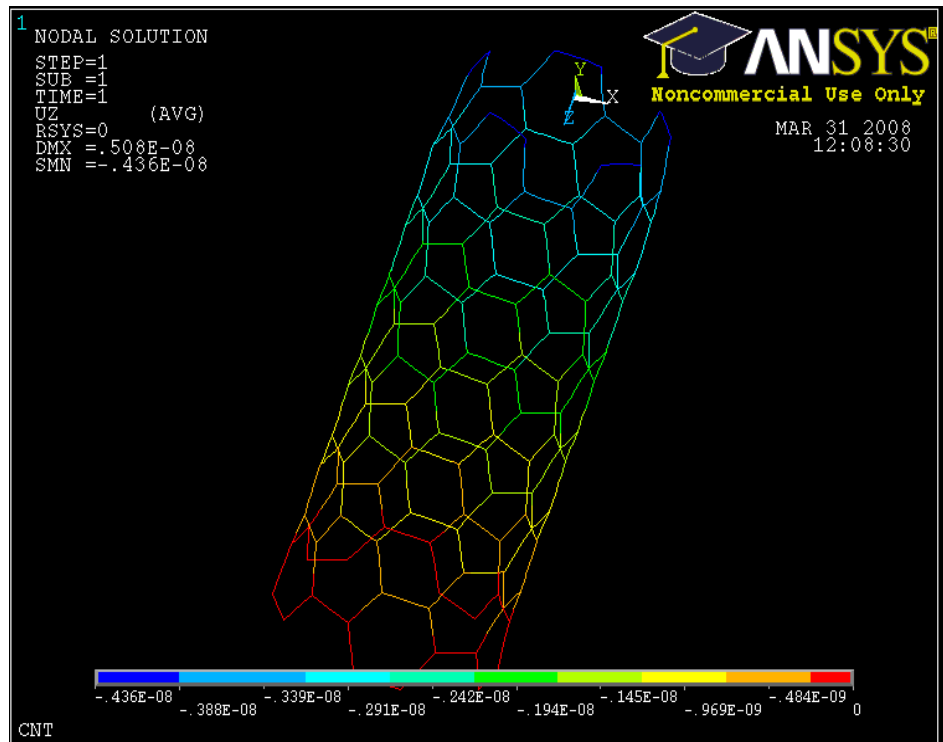 1
NODAL SOLUTION
STEP=1
SUB =1
TIME=1
UZ (AVG)
RSYS=0
DMX =.508E-08
SMN =-.436E-08
ANSYS®
Noncommercial Use Only
MAR 31 2008
12:08:30
Y
X
Z
-.436E-08 -.339E-08 -.242E-08 -.145E-08 -.484E-09
-.388E-08 -.291E-08 -.194E-08 -.969E-09 0
CNT